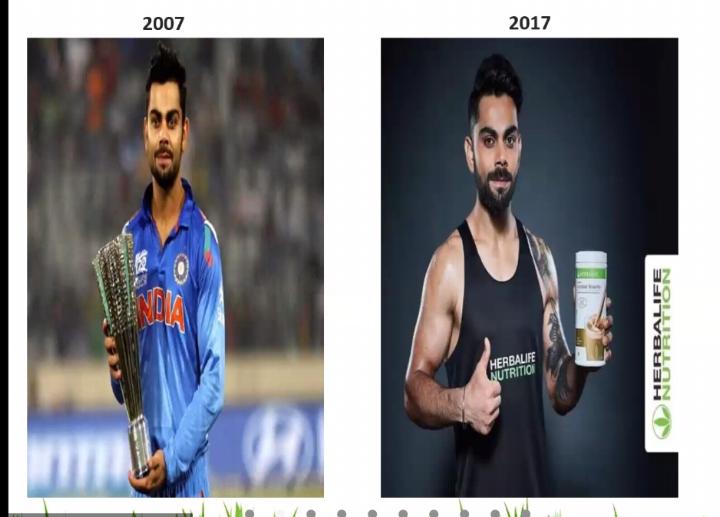 2007
2017
INDIA
HERBALIFE
NUTRITION
HERBALIFE
NUTRITION